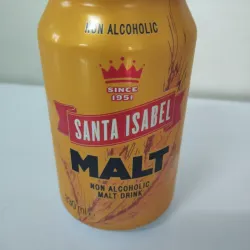 NON ALCOHOLIC
SINCE
1951
SANTA ISABEL
MALT
NON ALCOHOLIC
MALT DRINK